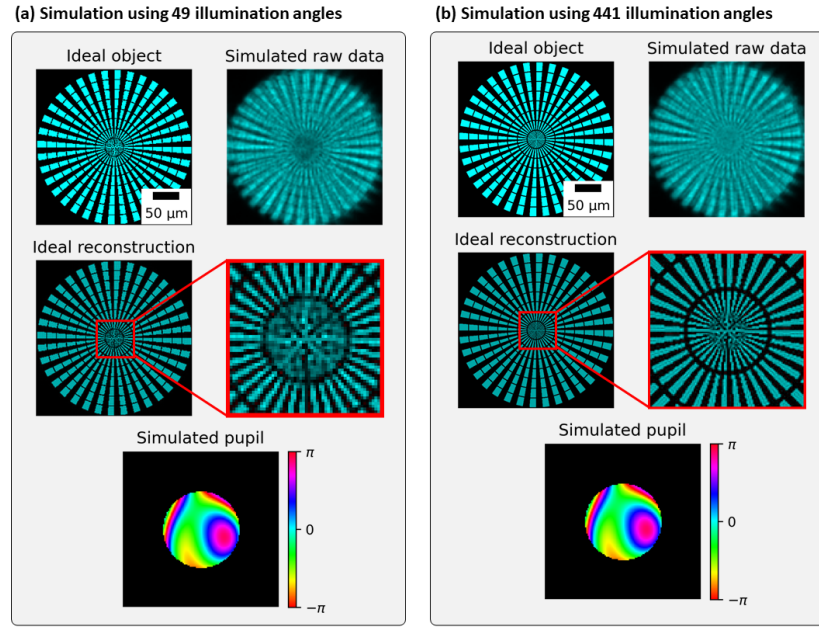 (a) Simulation using 49 illumination angles
Ideal object
Simulated raw data
50 μm
Ideal reconstruction
Simulated pupil
π
0
−π
(b) Simulation using 441 illumination angles
Ideal object
Simulated raw data
50 μm
Ideal reconstruction
Simulated pupil
π
0
−π